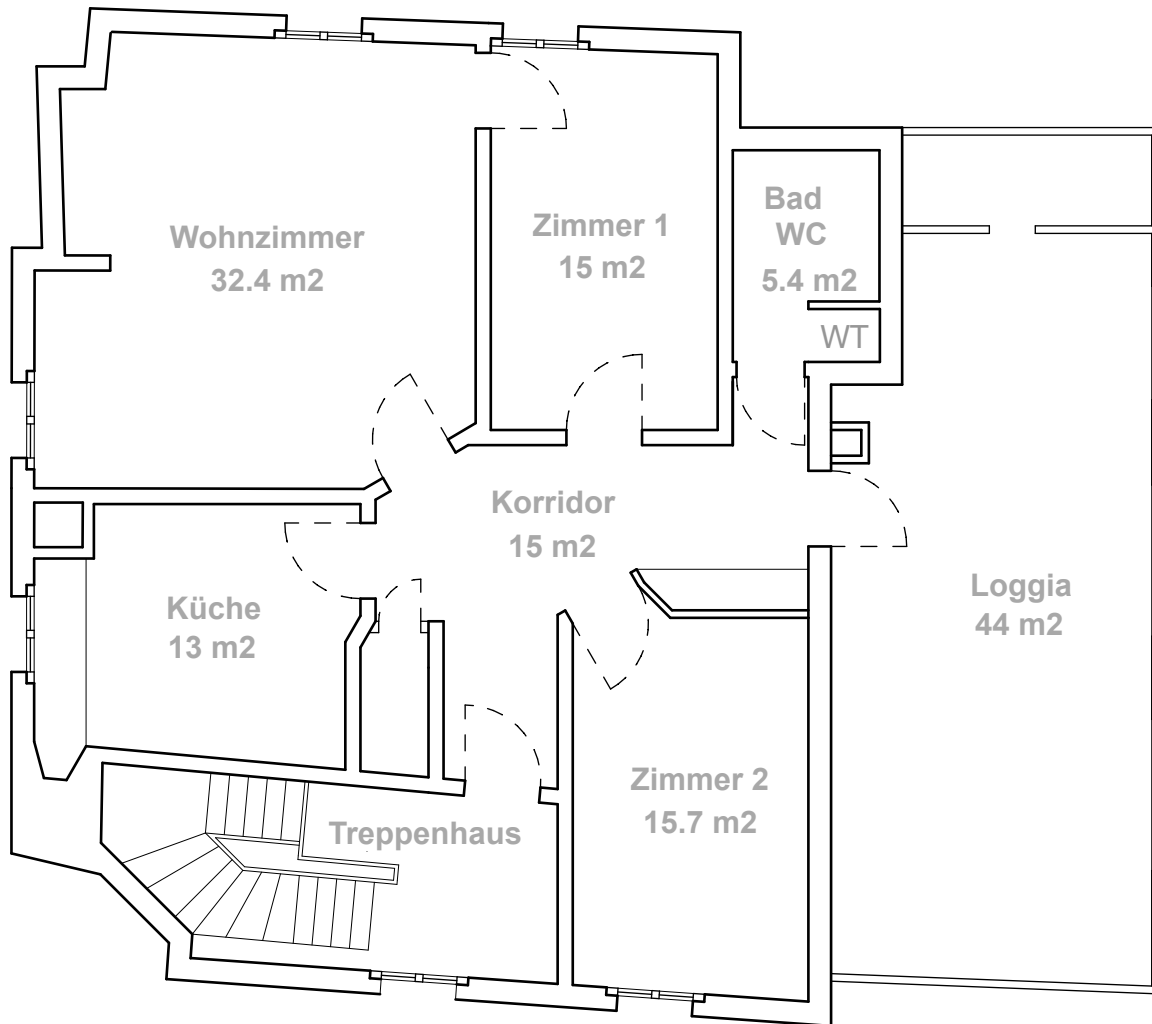 Wohnzimmer
32.4 m2
Zimmer 1
15 m2
Bad
WC
5.4 m2
WT
Korridor
15 m2
Küche
13 m2
Loggia
44 m2
Zimmer 2
15.7 m2
Treppenhaus